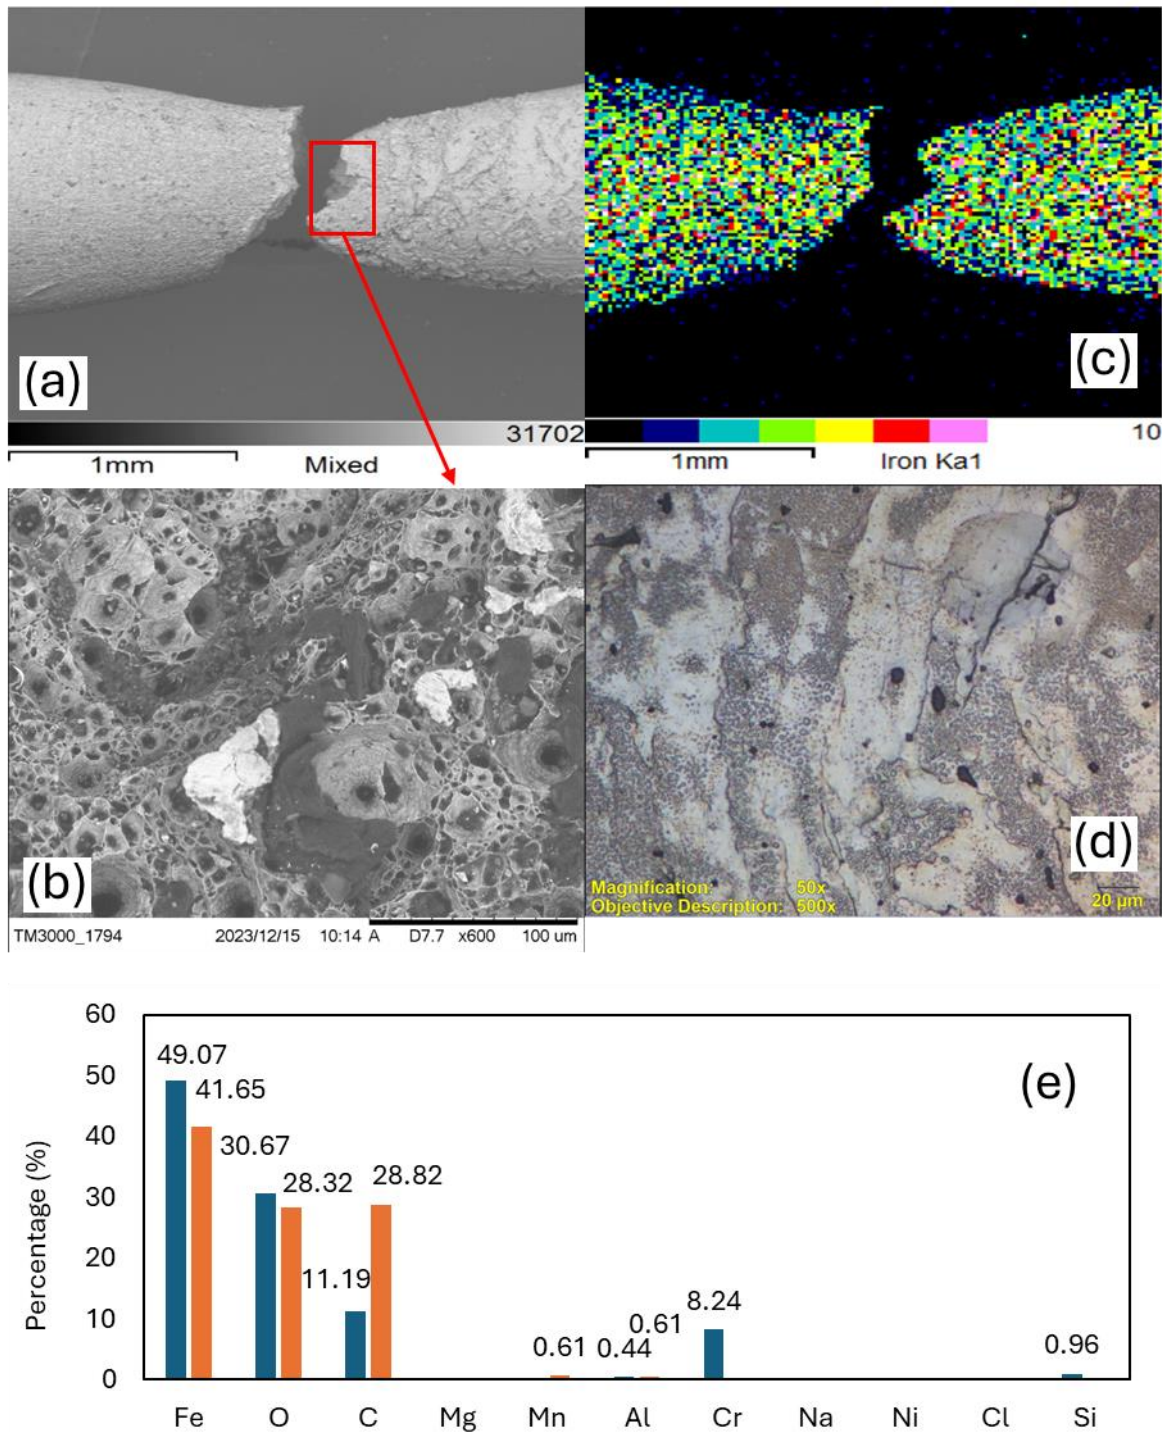 (a)
31702
1mm Mixed
(c)
10
1mm Iron Ka1
(b)
TM3000_1794 2023/12/15 10:14 A D7.7 x600 100 um
(d)
Magnification: 50x
Objective Description: 500x
20 µm
(e)
Percentage (%)
60
50
40
30
20
10
0
49.07
41.65
30.67
28.32
11.19
28.82
0.61
0.44
0.61
8.24
0.96
Fe O C Mg Mn Al Cr Na Ni Cl Si